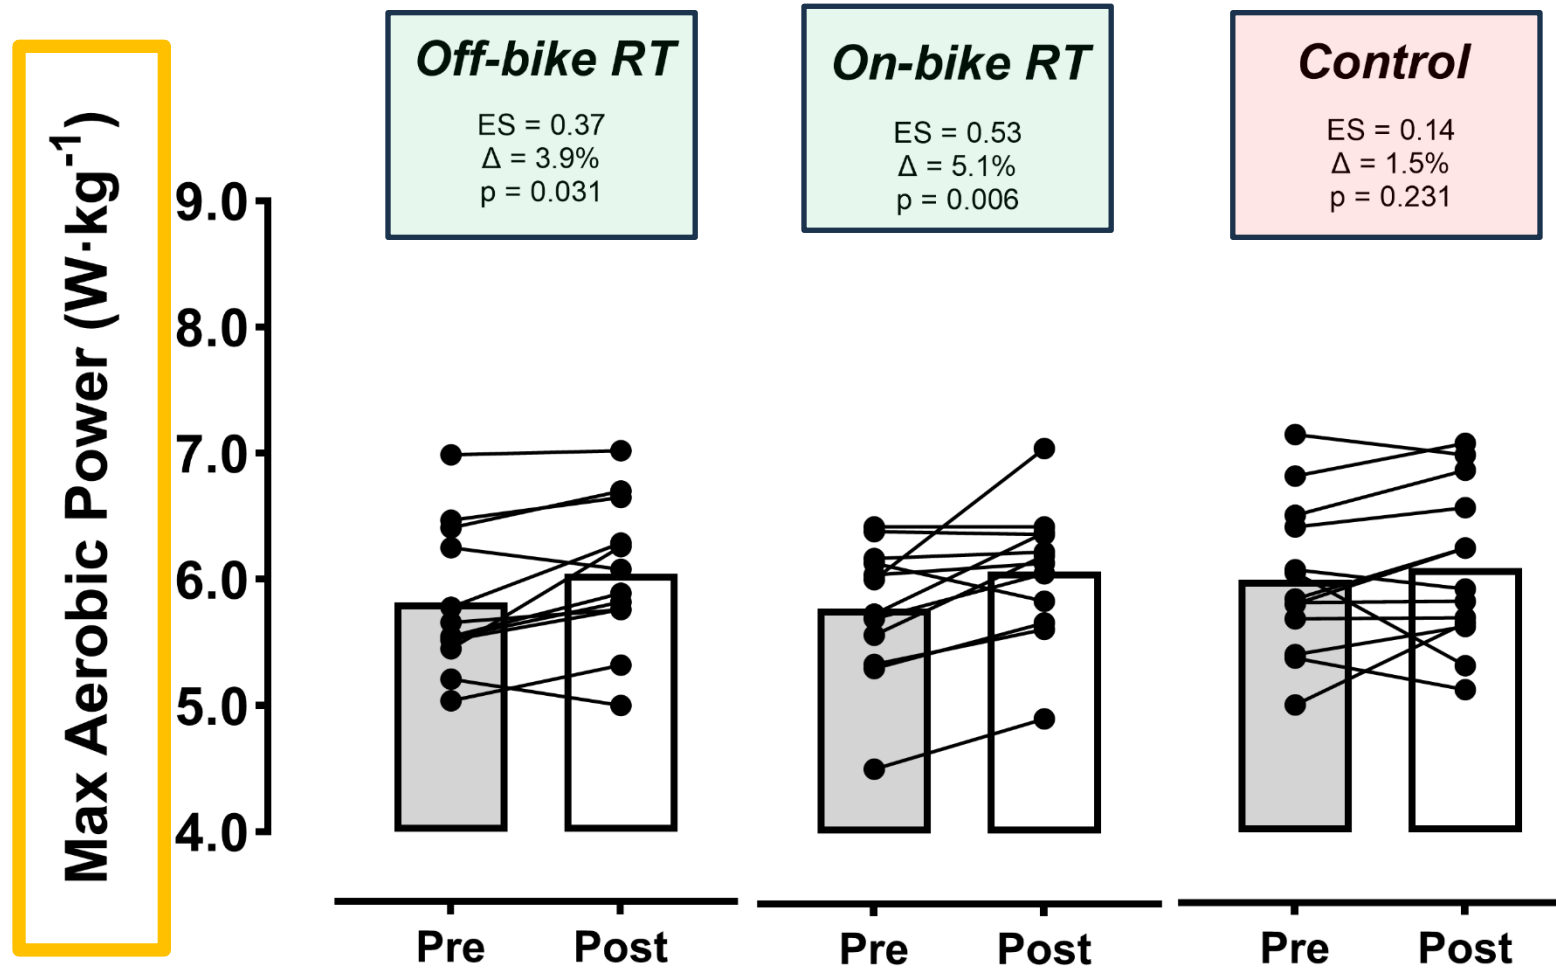 Max Aerobic Power (W·kg⁻¹)
9.0
8.0
7.0
6.0
5.0
4.0
Off-bike RT
ES = 0.37
Δ = 3.9%
p = 0.031
Pre Post
On-bike RT
ES = 0.53
Δ = 5.1%
p = 0.006
Pre Post
Control
ES = 0.14
Δ = 1.5%
p = 0.231
Pre Post